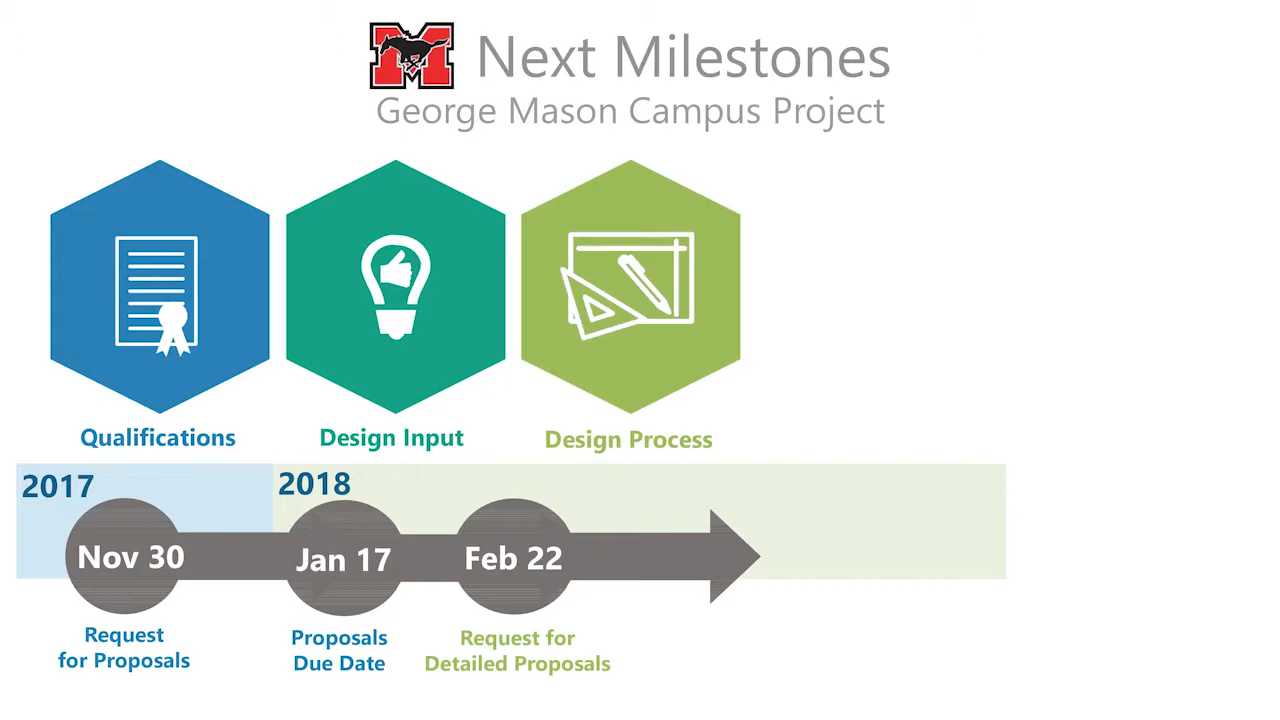 M Next Milestones
George Mason Campus Project
Qualifications
Design Input
Design Process
2017
2018
Nov 30
Jan 17
Feb 22
Request
for Proposals
Proposals
Due Date
Request for
Detailed Proposals